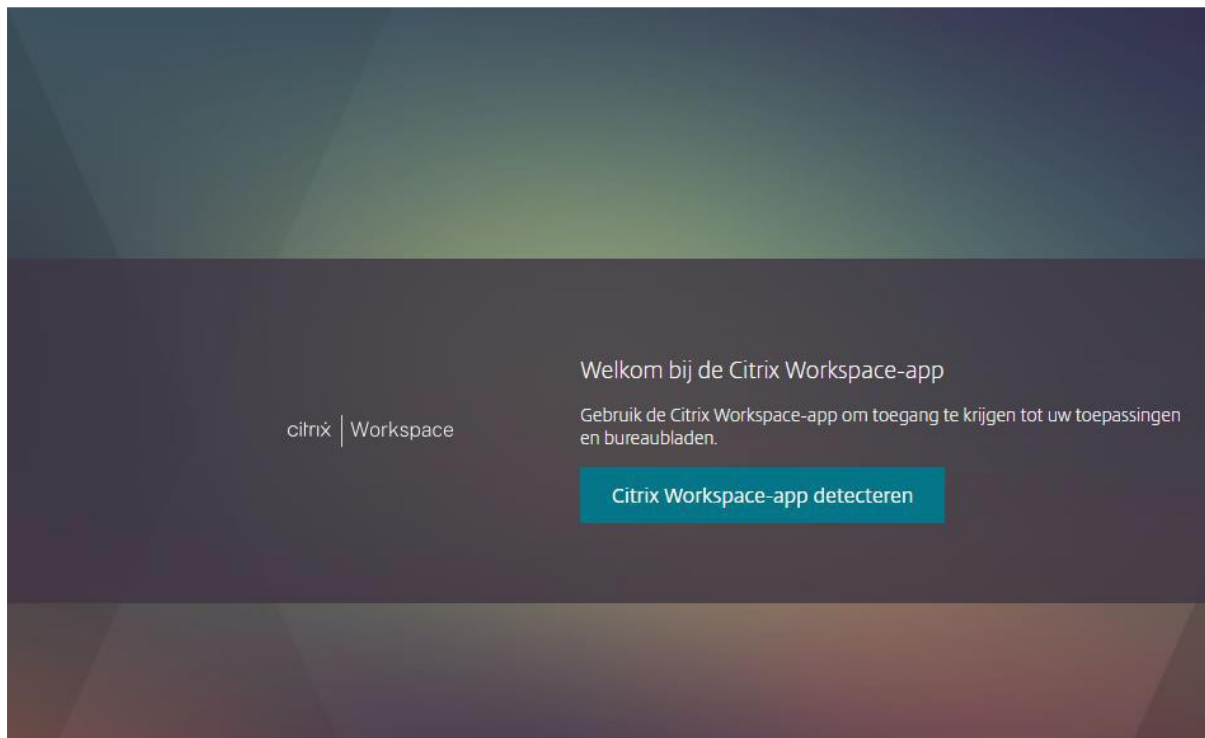 Welkom bij de Citrix Workspace-app
citrix | Workspace
Gebruik de Citrix Workspace-app om toegang te krijgen tot uw toepassingen
en bureaubladen.
Citrix Workspace-app detecteren